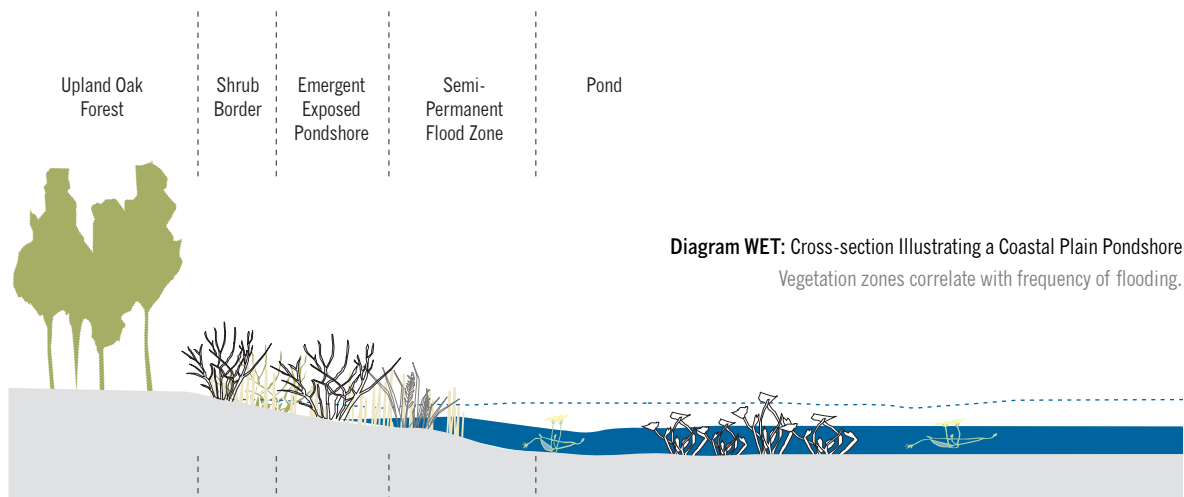 Upland Oak
Forest
Shrub
Border
Emergent
Exposed
Pondshore
Semi-
Permanent
Flood Zone
Pond
Diagram WET: Cross-section Illustrating a Coastal Plain Pondshore
Vegetation zones correlate with frequency of flooding.